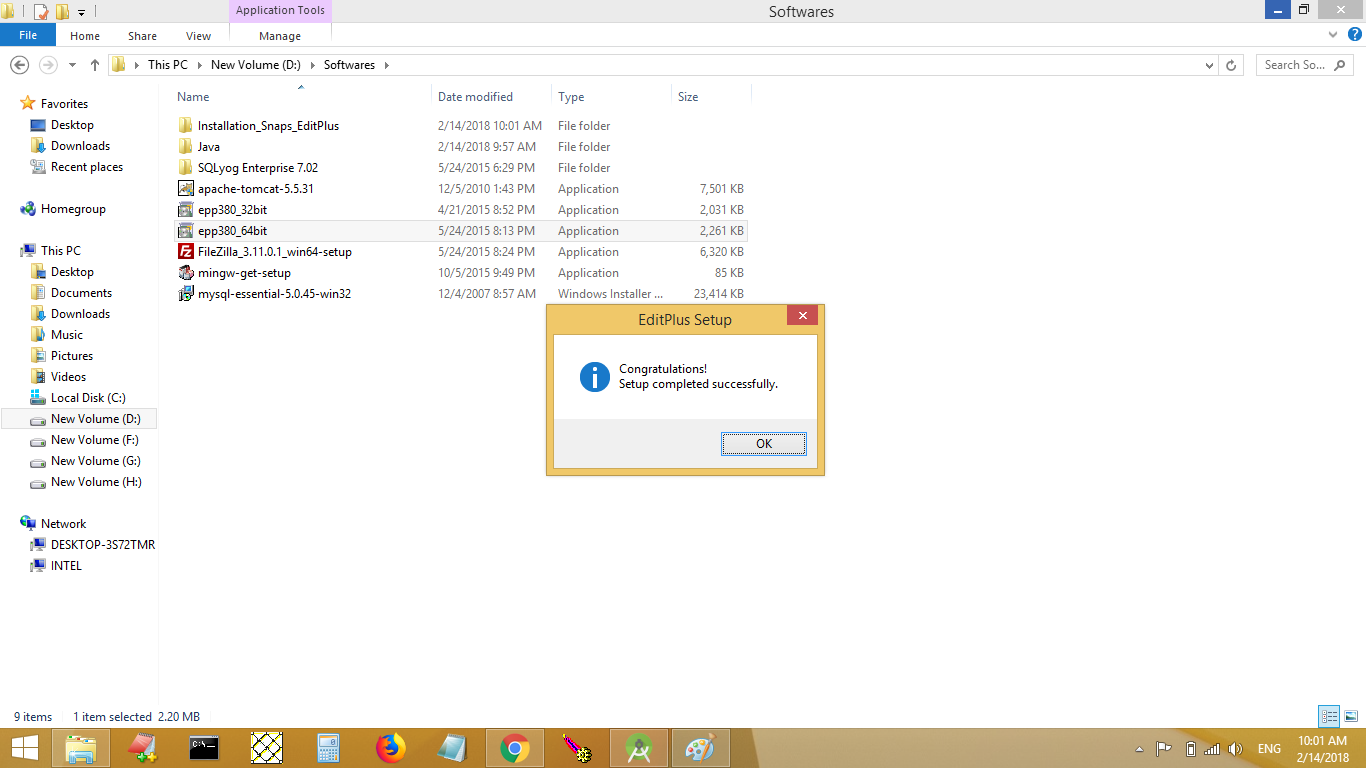 Application Tools
Softwares
File Home Share View Manage
This PC New Volume (D:) Softwares
Search So...
Name Date modified Type Size
Favorites
Desktop
Downloads
Recent places
Homegroup
This PC
Desktop
Documents
Downloads
Music
Pictures
Videos
Local Disk (C:)
New Volume (D:)
New Volume (F:)
New Volume (G:)
New Volume (H:)
Network
DESKTOP-3S72TMR
INTEL
Installation_Snaps_EditPlus 2/14/2018 10:01 AM File folder
Java 2/14/2018 9:57 AM File folder
SQLyog Enterprise 7.02 5/24/2015 6:29 PM File folder
apache-tomcat-5.5.31 12/5/2010 1:43 PM Application 7,501 KB
epp380_32bit 4/21/2015 8:52 PM Application 2,031 KB
epp380_64bit 5/24/2015 8:13 PM Application 2,261 KB
FileZilla_3.11.0.1_win64-setup 5/24/2015 8:24 PM Application 6,320 KB
mingw-get-setup 10/5/2015 9:49 PM Application 85 KB
mysql-essential-5.0.45-win32 12/4/2007 8:57 AM Windows Installer ... 23,414 KB
EditPlus Setup
Congratulations!
Setup completed successfully.
OK
9 items 1 item selected 2.20 MB
C:\_
ENG
10:01 AM
2/14/2018